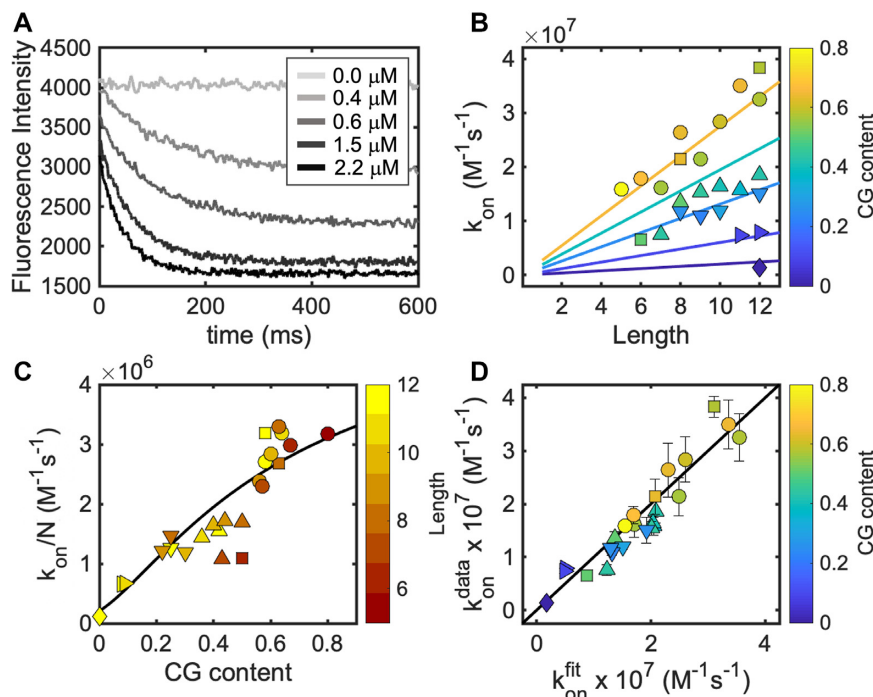 A
Fluorescence Intensity
4500
4000
3500
3000
2500
2000
1500
0
200
400
600
time (ms)
0.0 μM
0.4 μM
0.6 μM
1.5 μM
2.2 μM
B
×10⁷
k_on (M⁻¹s⁻¹)
4
3
2
1
0
2 4 6 8 10 12
Length
0.8
0.6
0.4
0.2
0
CG content
C
×10⁶
k_on/N (M⁻¹s⁻¹)
4
3
2
1
0
0 0.2 0.4 0.6 0.8
CG content
12
10
8
6
Length
D
k_on^data x 10⁷ (M⁻¹s⁻¹)
4
3
2
1
0
0 2 4
k_on^fit x 10⁷ (M⁻¹s⁻¹)
0.8
0.6
0.4
0.2
0
CG content